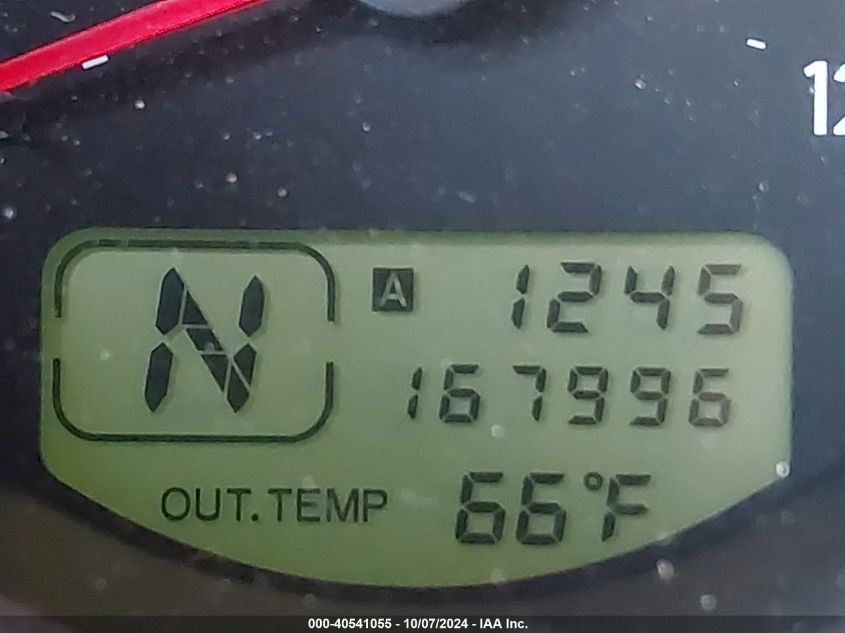 12
N A 1245
167996
OUT. TEMP 66°F
000-40541055 - 10/07/2024 - IAA Inc.